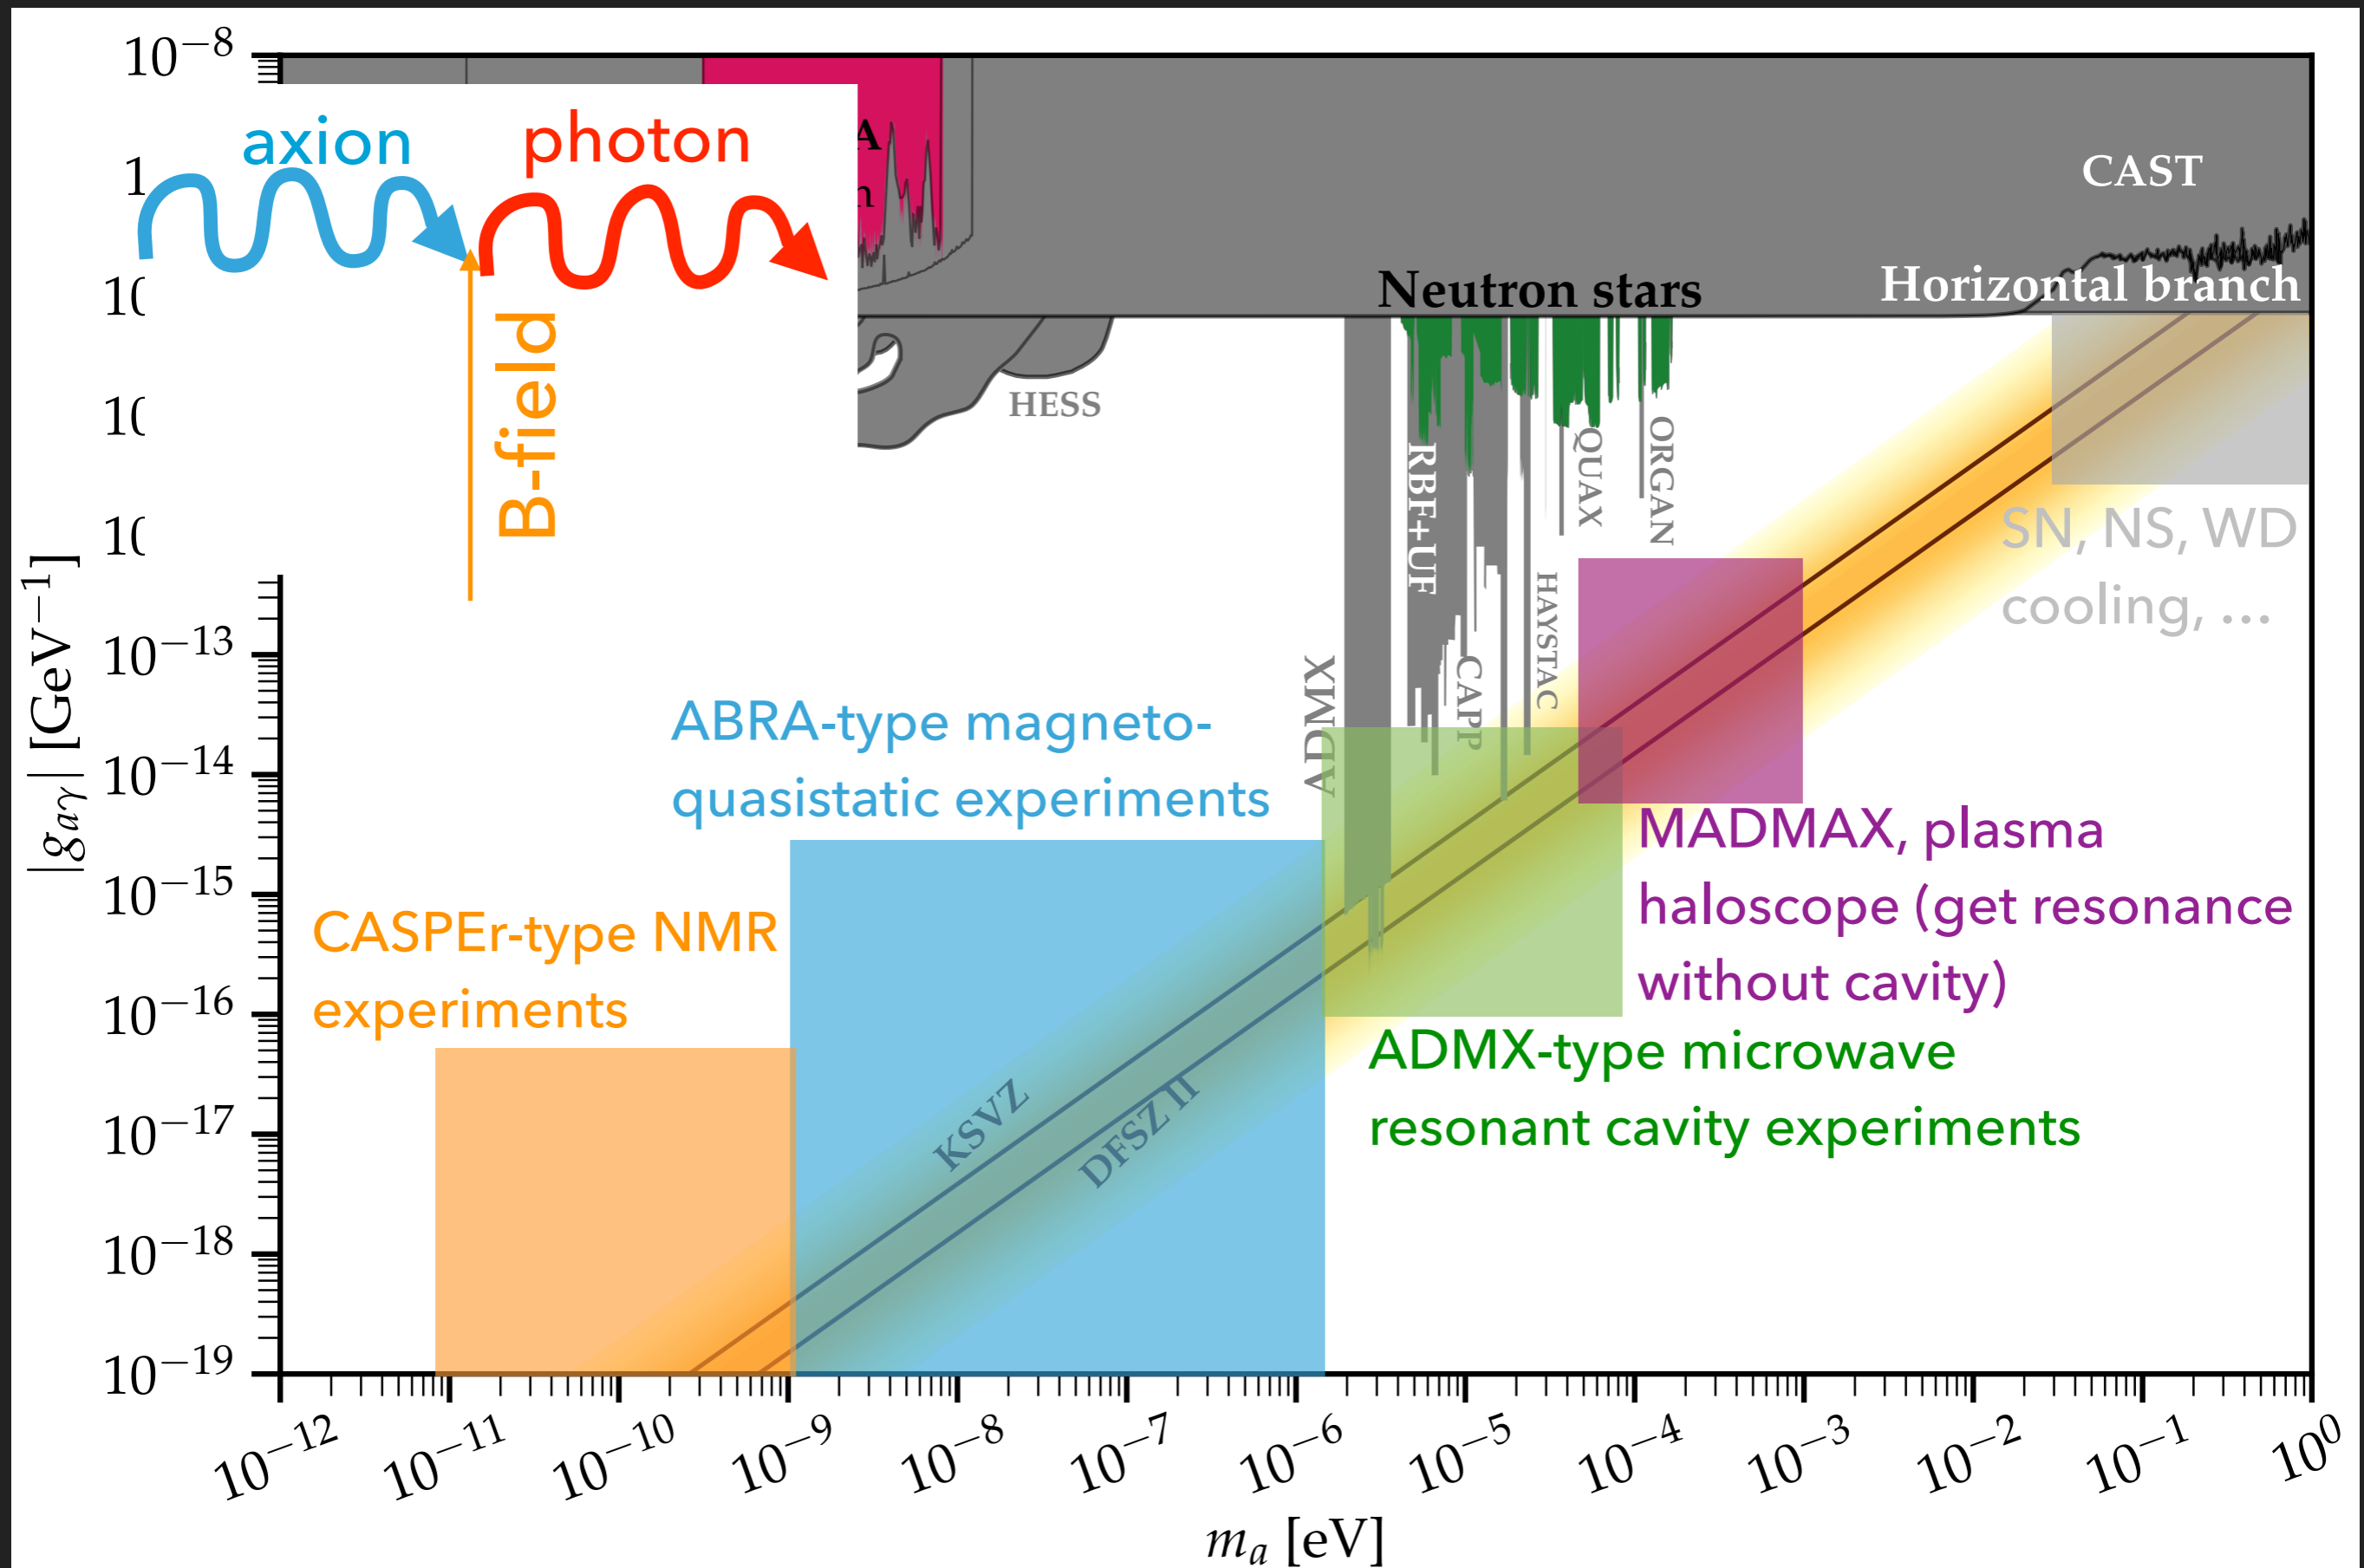 10⁻⁸
axion
photon
A
CAST
Neutron stars
Horizontal branch
HESS
B-field
RBF+UF
QUAX
ORGAN
SN, NS, WD
cooling, ...
HAYSTAC
CAPP
ADMX
10⁻¹³
|gₐᵧ| [GeV⁻¹]
ABRA-type magneto-
quasistatic experiments
10⁻¹⁴
MADMAX, plasma
haloscope (get resonance
without cavity)
10⁻¹⁵
CASPEr-type NMR
experiments
10⁻¹⁶
ADMX-type microwave
resonant cavity experiments
KSVZ
DFSZ II
10⁻¹⁷
10⁻¹⁸
10⁻¹⁹
10⁻¹² 10⁻¹¹ 10⁻¹⁰ 10⁻⁹ 10⁻⁸ 10⁻⁷ 10⁻⁶ 10⁻⁵ 10⁻⁴ 10⁻³ 10⁻² 10⁻¹ 10⁰
mₐ [eV]